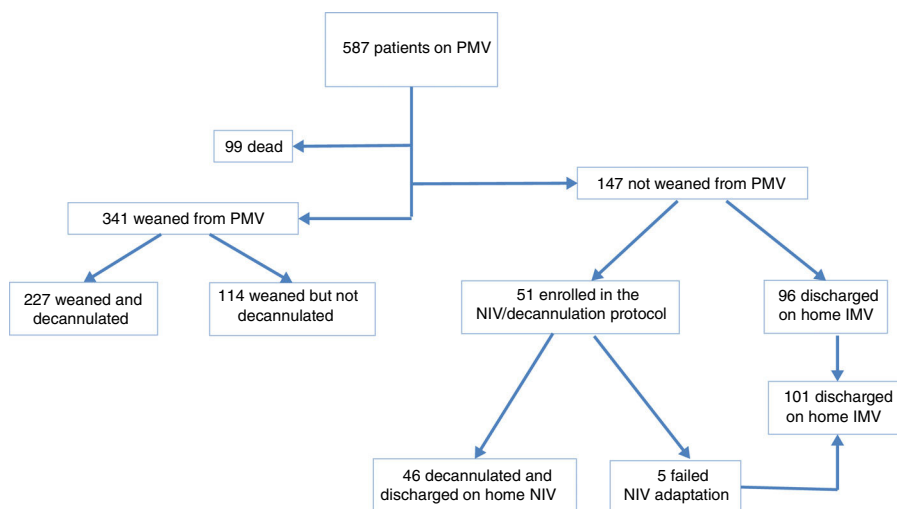 587 patients on PMV
99 dead
147 not weaned from PMV
341 weaned from PMV
227 weaned and
decannulated
114 weaned but not
decannulated
51 enrolled in the
NIV/decannulation protocol
96 discharged
on home IMV
101 discharged
on home IMV
46 decannulated and
discharged on home NIV
5 failed
NIV adaptation